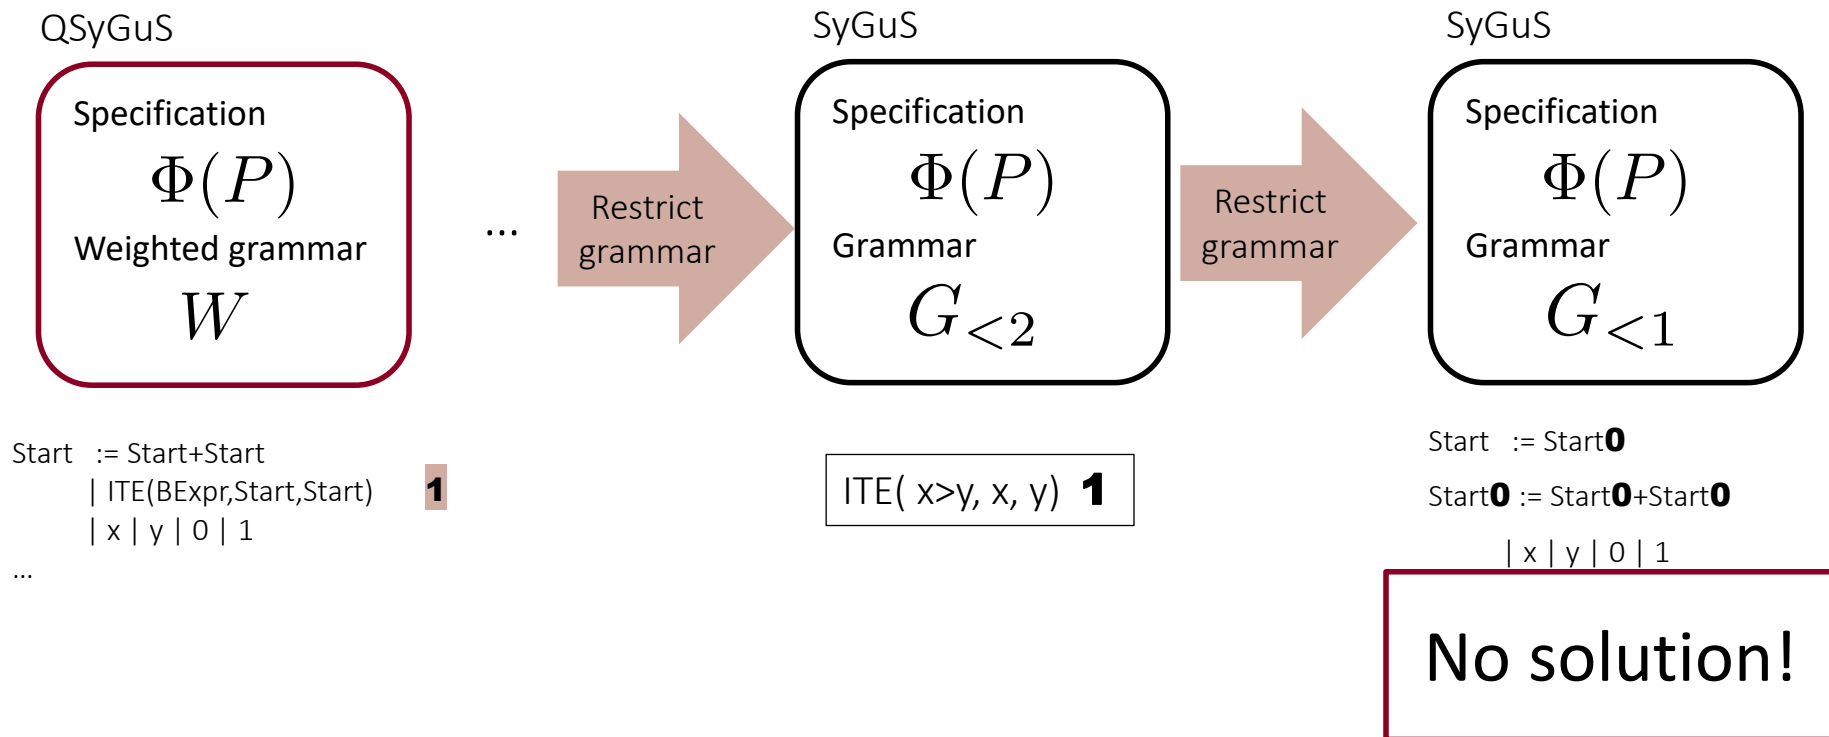 QSyGuS
Specification
Φ(P)
Weighted grammar
W
Start := Start+Start
| ITE(BExpr,Start,Start) 1
| x | y | 0 | 1
...
...
Restrict
grammar
SyGuS
Specification
Φ(P)
Grammar
G<2
ITE( x>y, x, y) 1
Restrict
grammar
SyGuS
Specification
Φ(P)
Grammar
G<1
Start := Start0
Start0 := Start0+Start0
| x | y | 0 | 1
No solution!